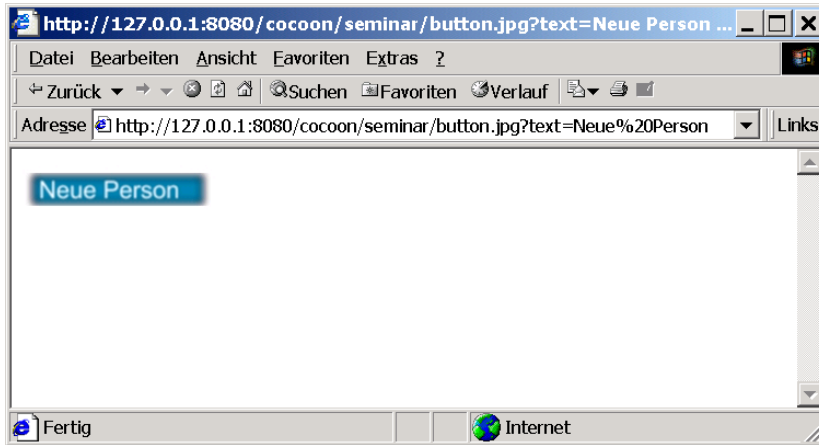 http://127.0.0.1:8080/cocoon/seminar/button.jpg?text=Neue Person ...
Datei Bearbeiten Ansicht Favoriten Extras ?
Zurück Suchen Favoriten Verlauf
Adresse http://127.0.0.1:8080/cocoon/seminar/button.jpg?text=Neue%20Person Links
Neue Person
Fertig Internet